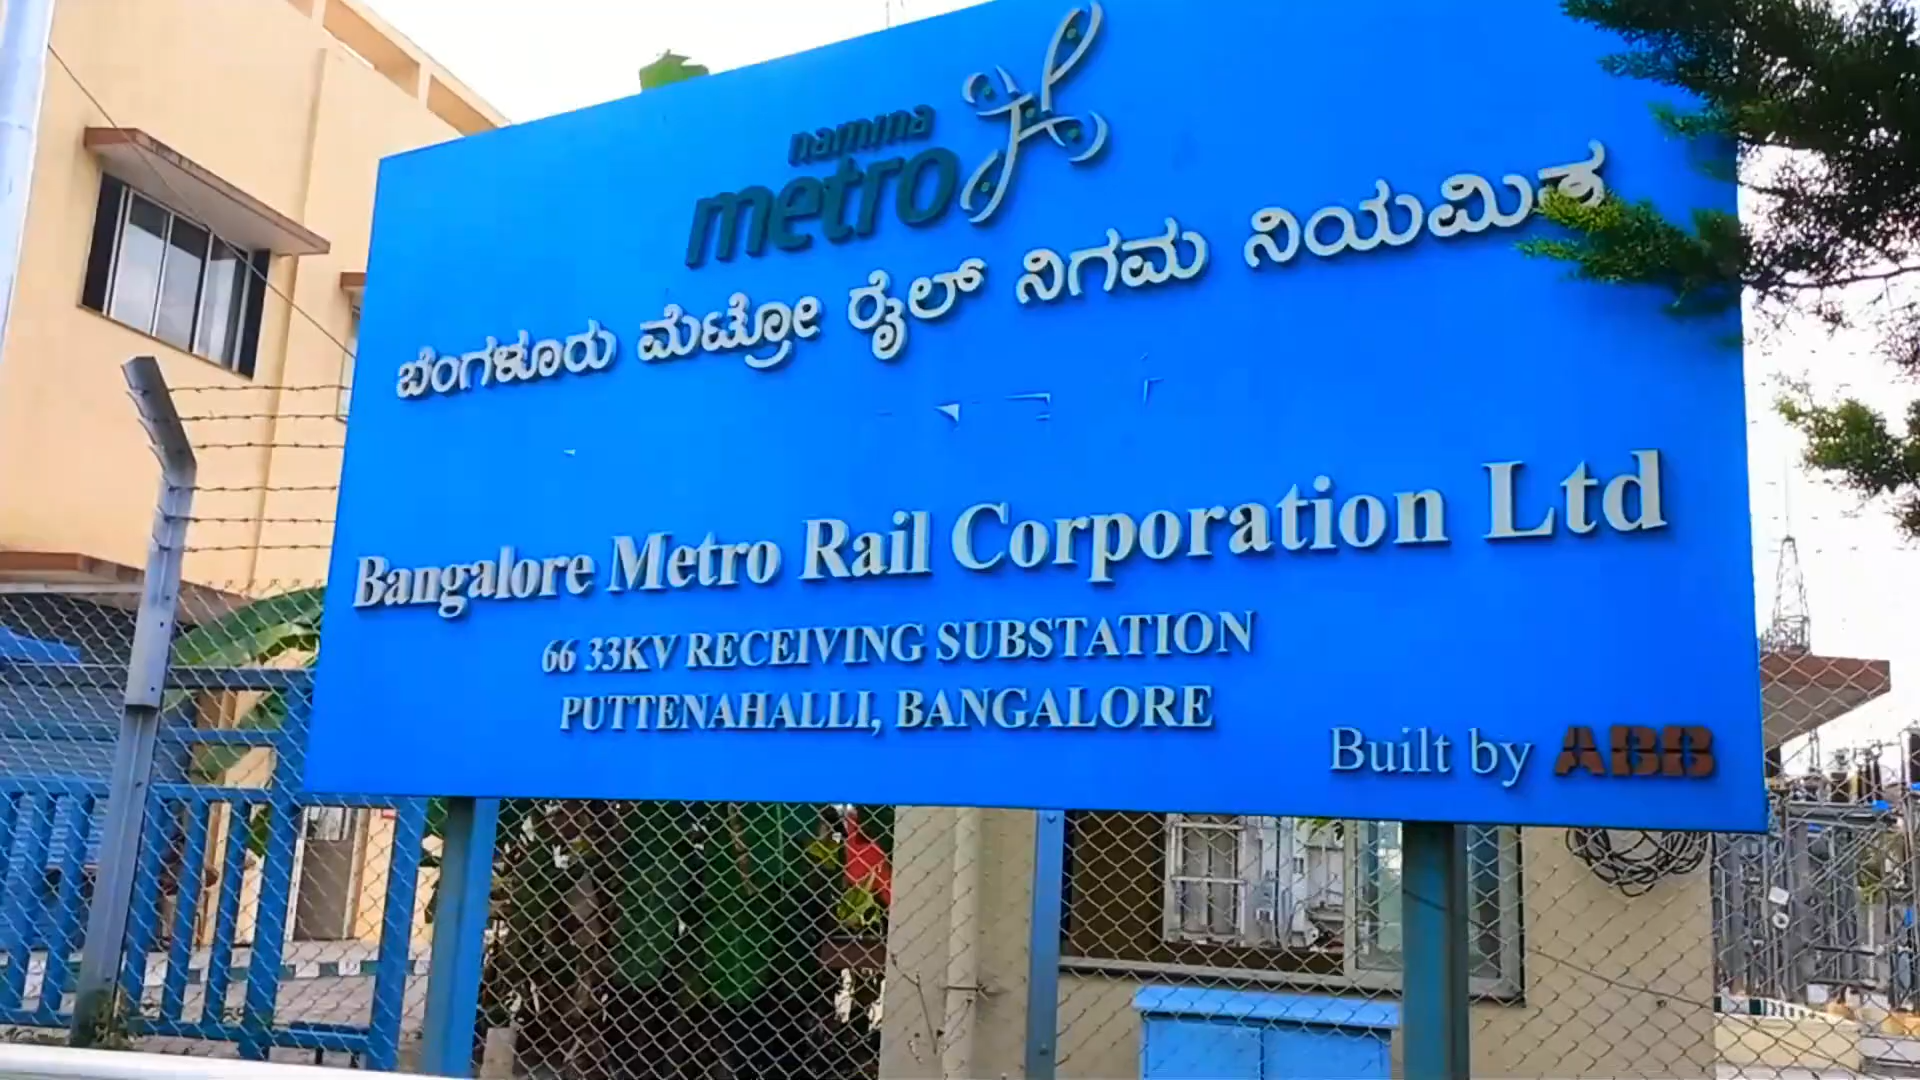 namma
metro
ಬೆಂಗಳೂರು ಮೆಟ್ರೋ ರೈಲ್ ನಿಗಮ ನಿಯಮಿತ
Bangalore Metro Rail Corporation Ltd
66 33KV RECEIVING SUBSTATION
PUTTENAHALLI, BANGALORE
Built by ABB